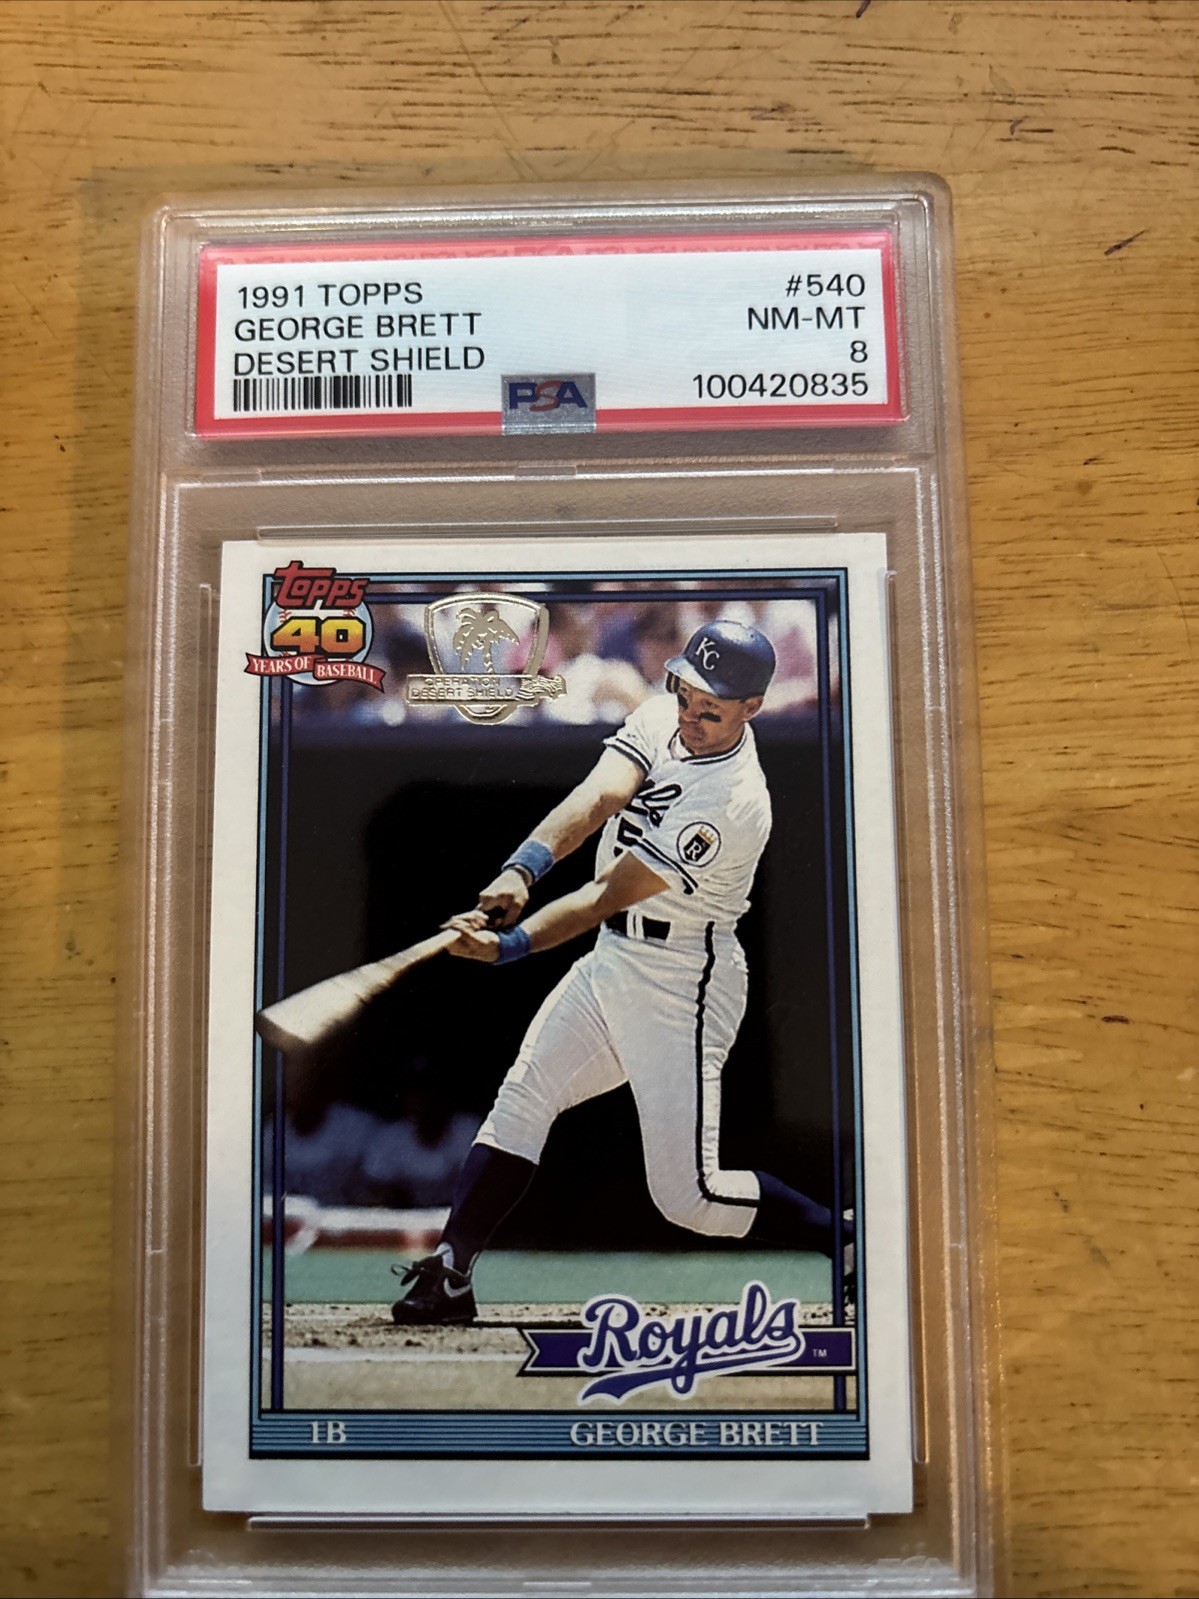 1991 TOPPS #540
GEORGE BRETT NM-MT
DESERT SHIELD 8
PSA 100420835
topps
40
YEARS OF BASEBALL
OPERATION
DESERT SHIELD
KC
R
Royals
™
1B GEORGE BRETT